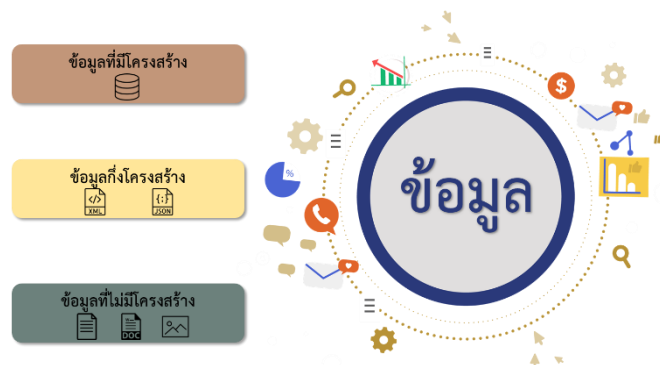 ข้อมูลที่มีโครงสร้าง
ข้อมูลกึ่งโครงสร้าง
XML
{;}
JSON
ข้อมูลที่ไม่มีโครงสร้าง
DOC
ข้อมูล
$
%